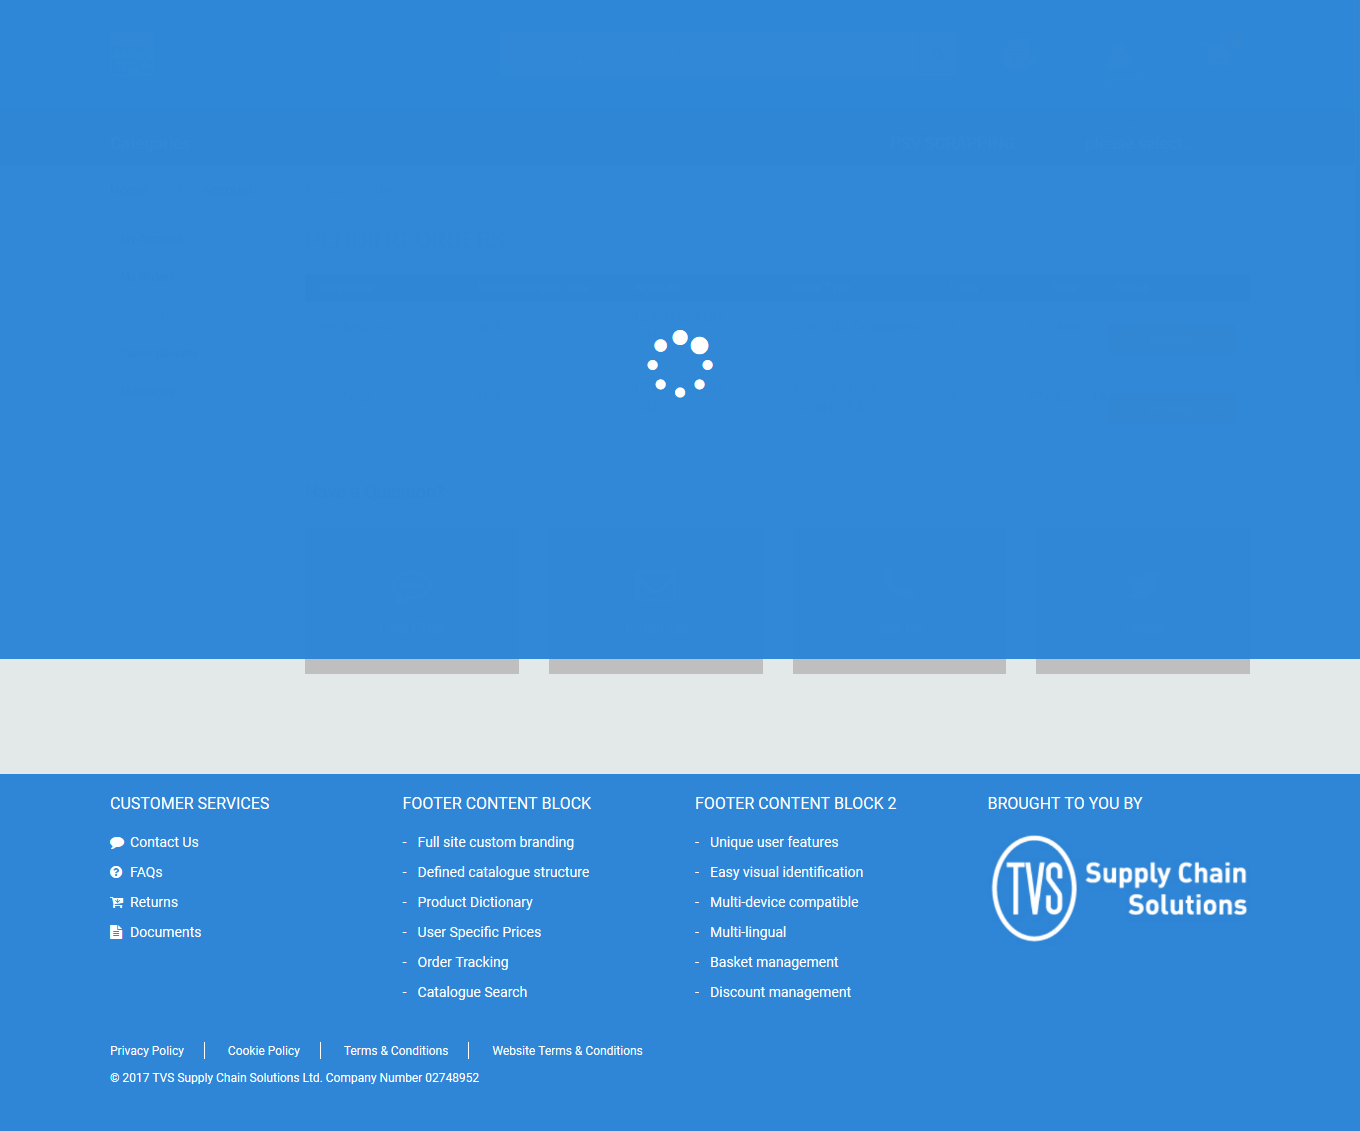 CUSTOMER SERVICES
Contact Us
FAQs
Returns
Documents
FOOTER CONTENT BLOCK
- Full site custom branding
- Defined catalogue structure
- Product Dictionary
- User Specific Prices
- Order Tracking
- Catalogue Search
FOOTER CONTENT BLOCK 2
- Unique user features
- Easy visual identification
- Multi-device compatible
- Multi-lingual
- Basket management
- Discount management
BROUGHT TO YOU BY
TVS Supply Chain
Solutions
Privacy Policy
Cookie Policy
Terms & Conditions
Website Terms & Conditions
© 2017 TVS Supply Chain Solutions Ltd. Company Number 02748952